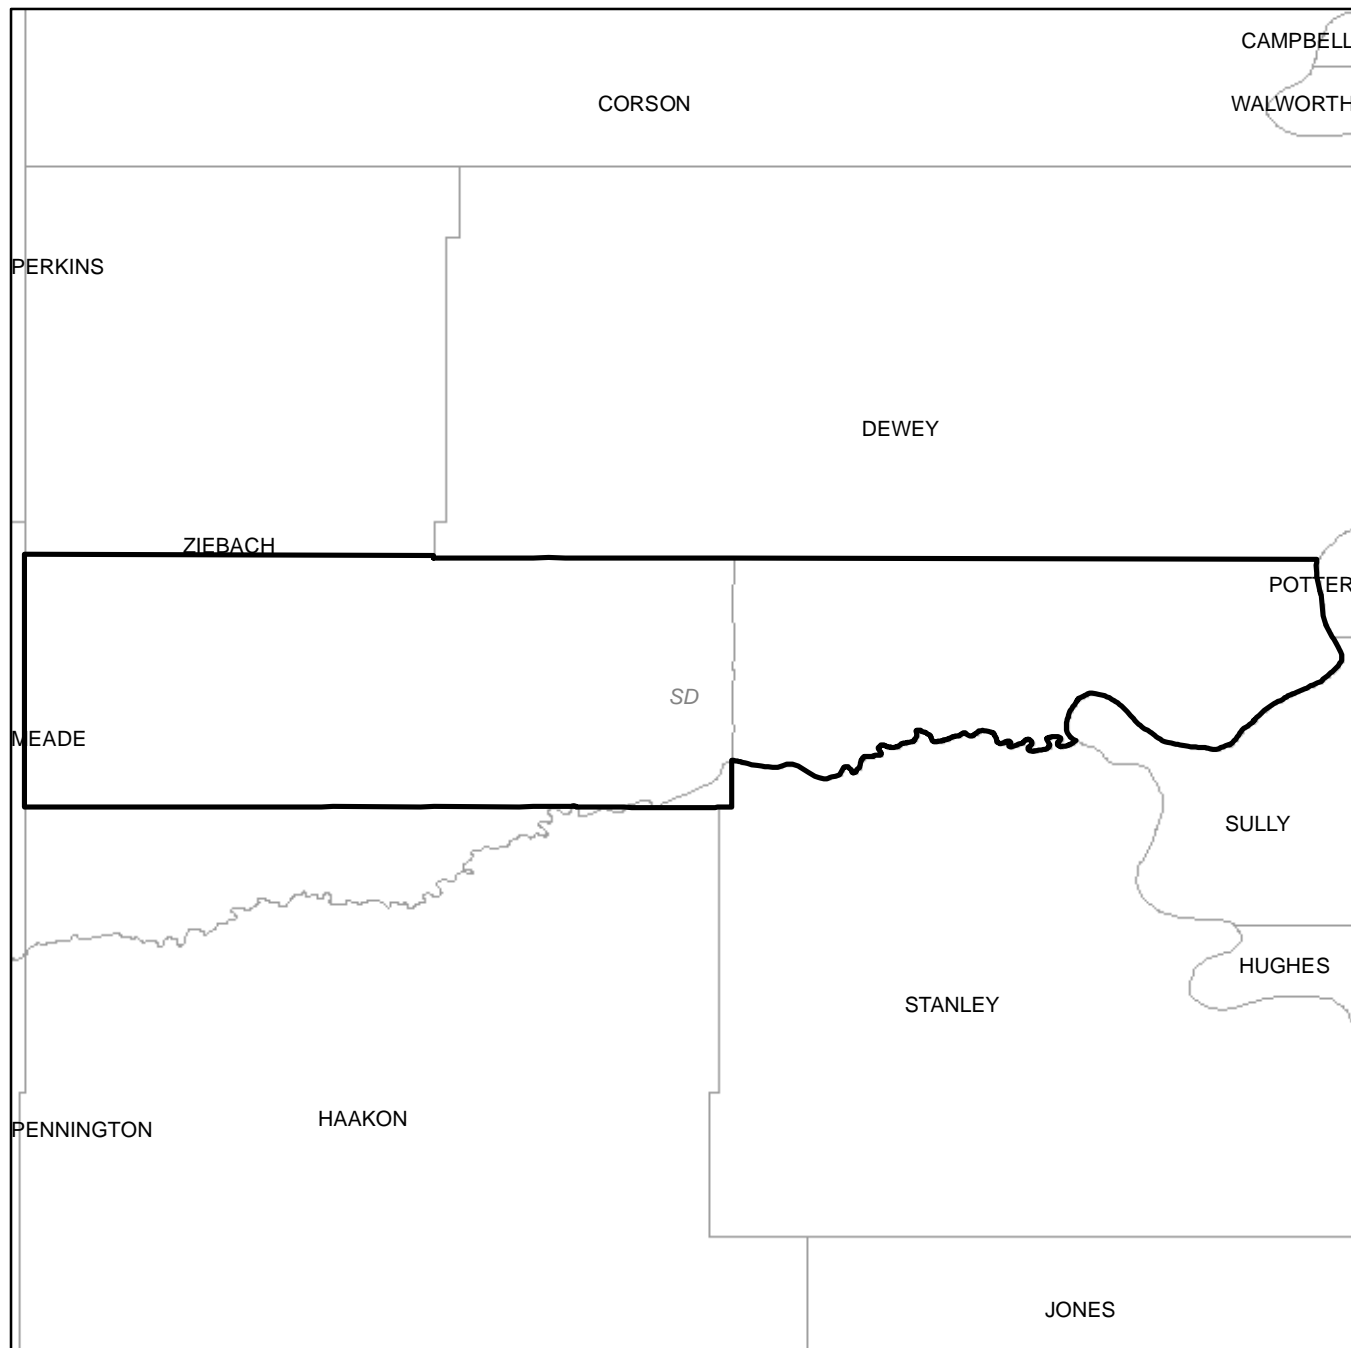 CAMPBELL
CORSON
WALWORTH
PERKINS
DEWEY
ZIEBACH
POTTER
SD
MEADE
SULLY
HUGHES
STANLEY
HAAKON
PENNINGTON
JONES